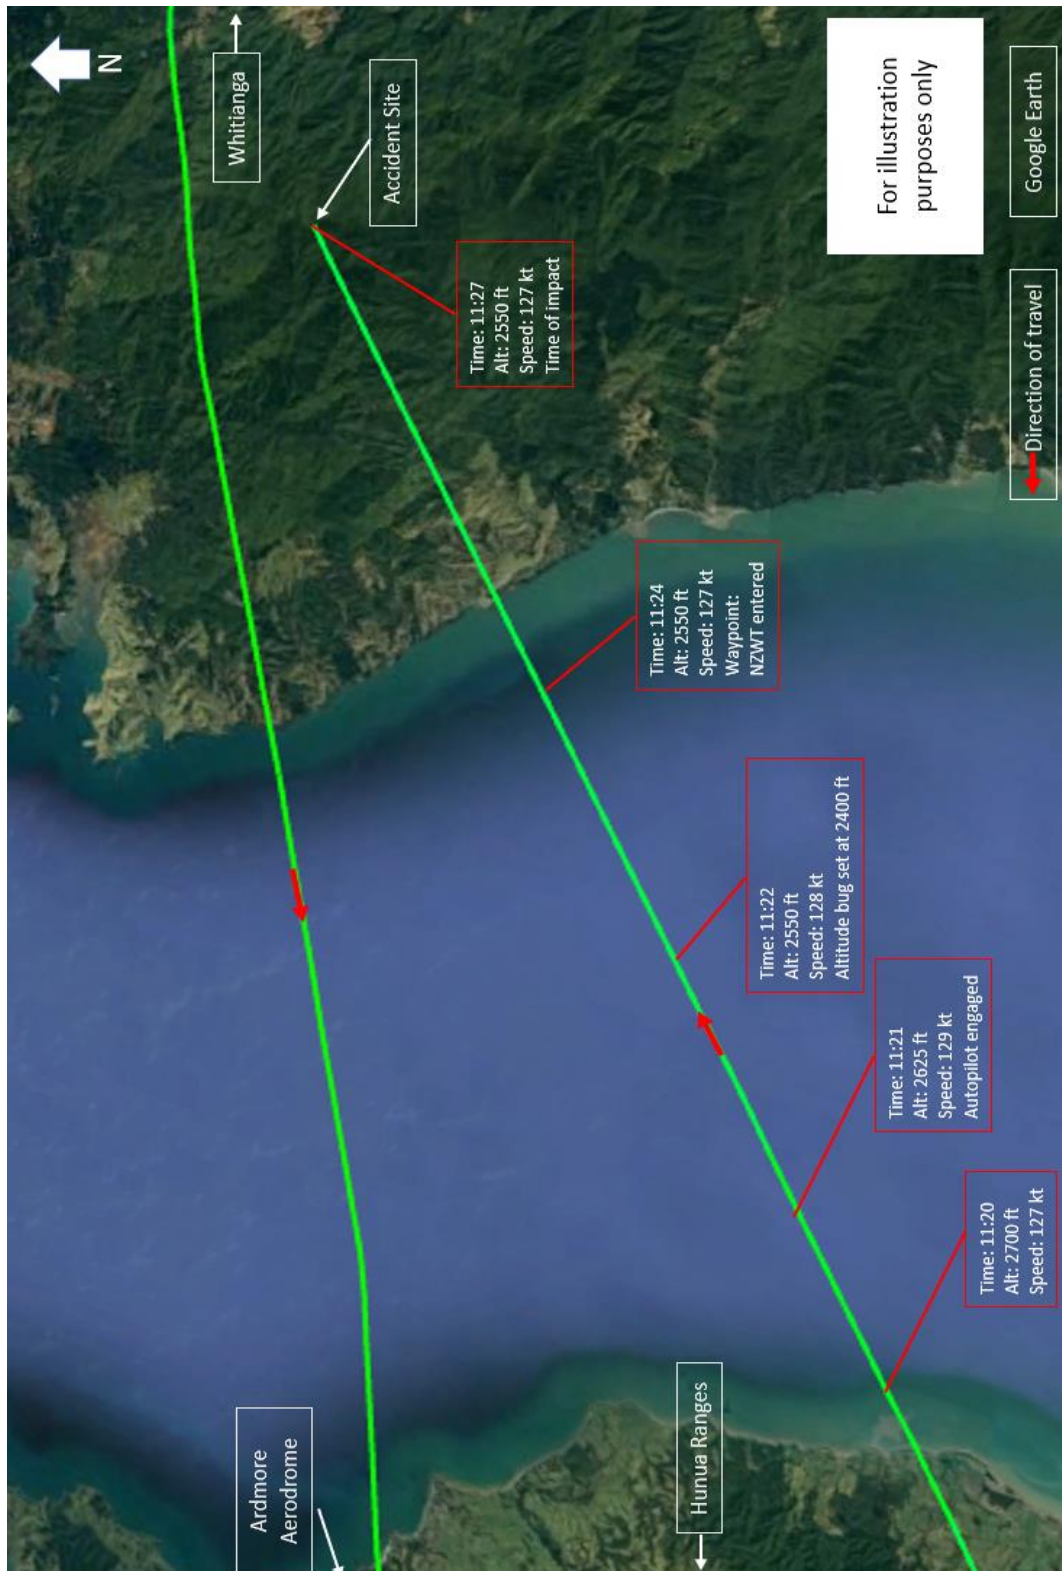 N
Whitianga
Accident Site
Time: 11:27
Alt: 2550 ft
Speed: 127 kt
Time of impact
For illustration
purposes only
Google Earth
Time: 11:24
Alt: 2550 ft
Speed: 127 kt
Waypoint:
NZWT entered
Direction of travel
Time: 11:22
Alt: 2550 ft
Speed: 128 kt
Altitude bug set at 2400 ft
Time: 11:21
Alt: 2625 ft
Speed: 129 kt
Autopilot engaged
Time: 11:20
Alt: 2700 ft
Speed: 127 kt
Ardmore
Aerodrome
Hunua Ranges